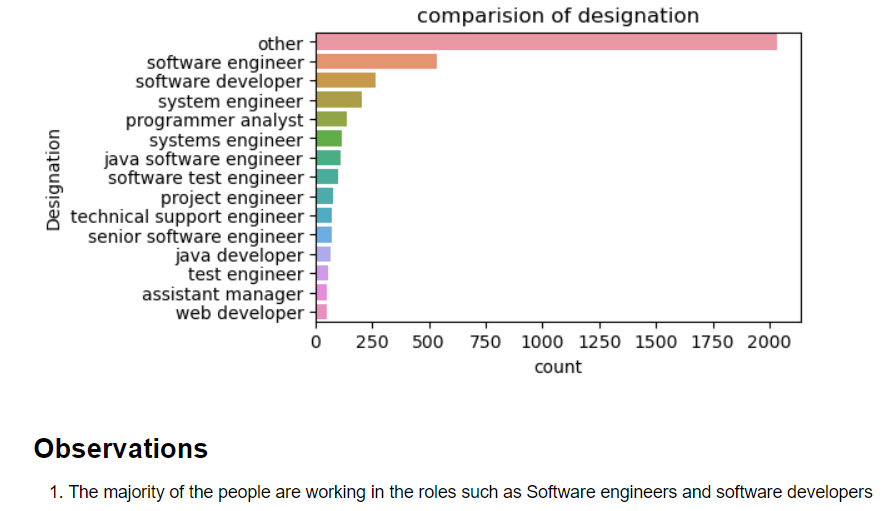 comparision of designation
other
software engineer
software developer
system engineer
programmer analyst
systems engineer
java software engineer
software test engineer
project engineer
technical support engineer
senior software engineer
java developer
test engineer
assistant manager
web developer
Designation
0 250 500 750 1000 1250 1500 1750 2000
count
Observations
1. The majority of the people are working in the roles such as Software engineers and software developers